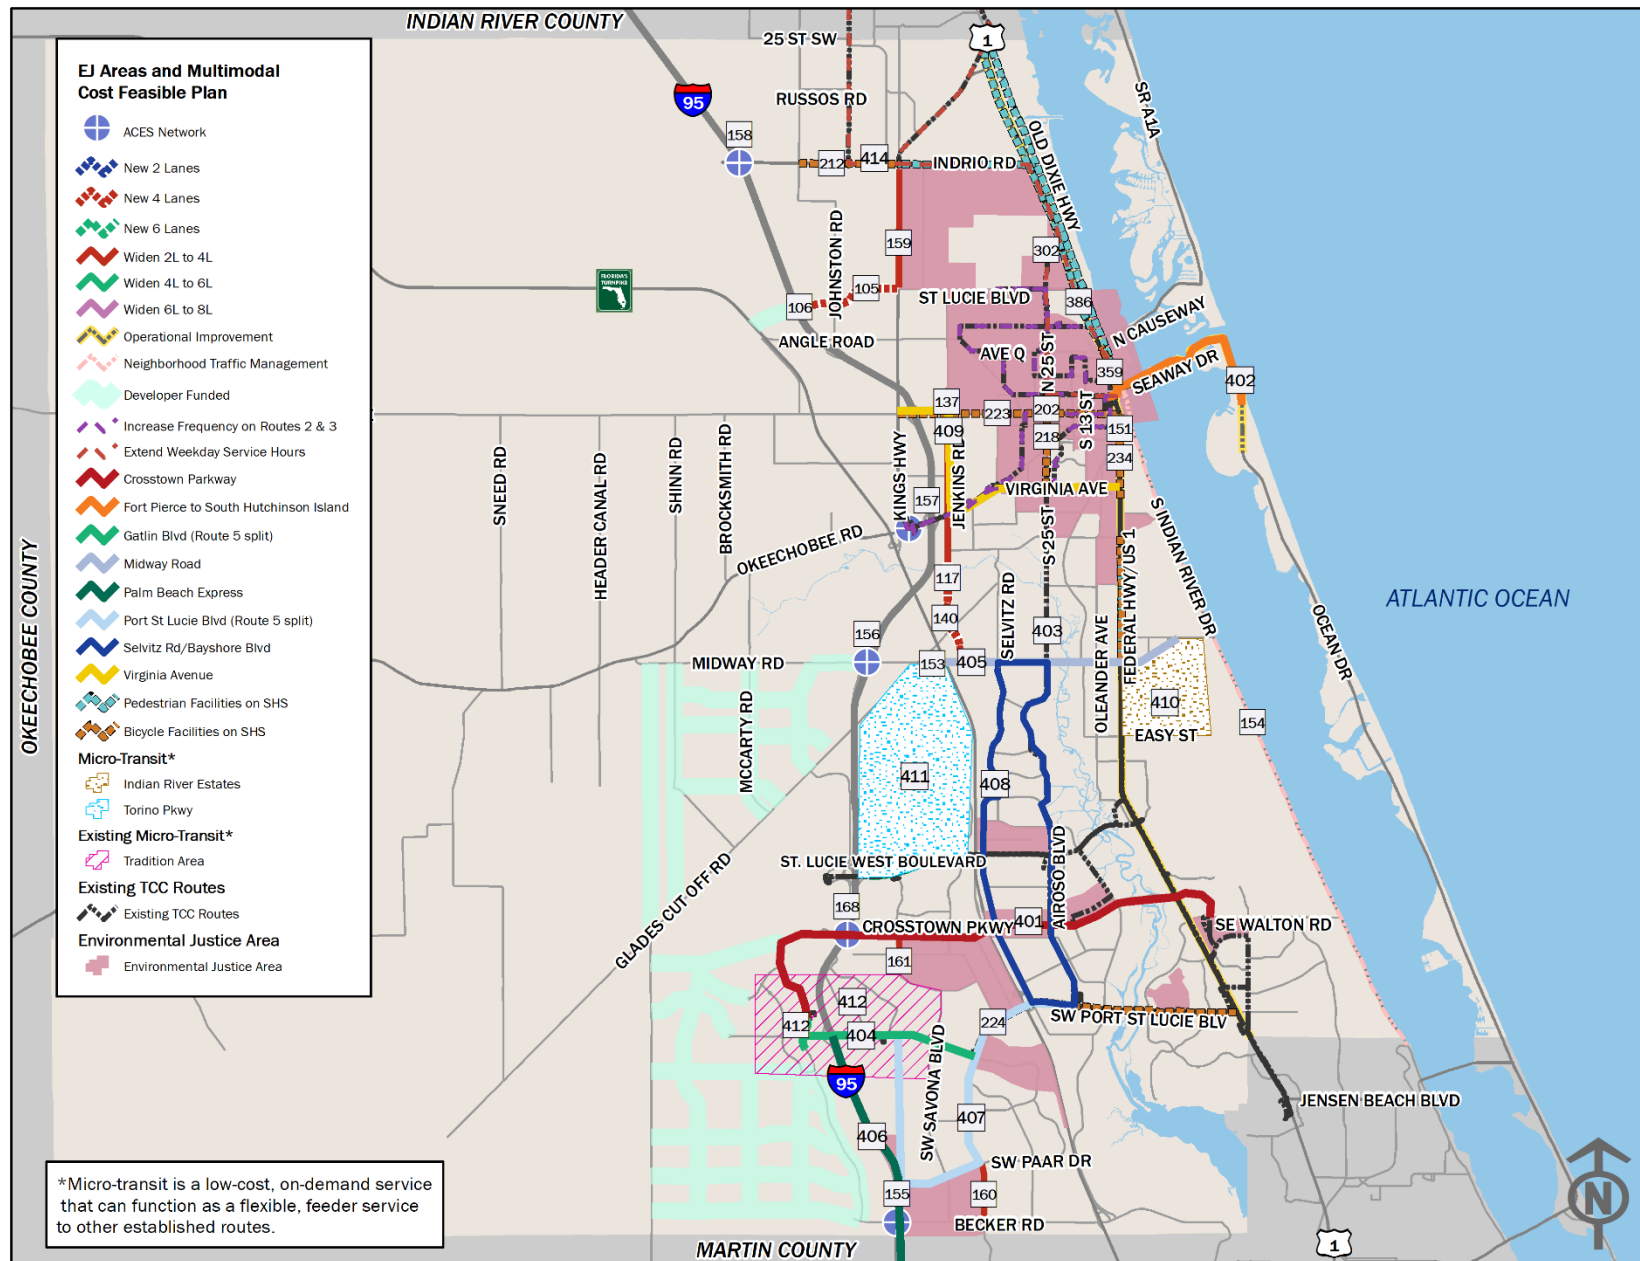 INDIAN RIVER COUNTY
25 ST SW
1
EJ Areas and Multimodal
Cost Feasible Plan
ACES Network
New 2 Lanes
New 4 Lanes
New 6 Lanes
Widen 2L to 4L
Widen 4L to 6L
Widen 6L to 8L
Operational Improvement
Neighborhood Traffic Management
Developer Funded
Increase Frequency on Routes 2 & 3
Extend Weekday Service Hours
Crosstown Parkway
Fort Pierce to South Hutchinson Island
Gatlin Blvd (Route 5 split)
Midway Road
Palm Beach Express
Port St Lucie Blvd (Route 5 split)
Selvitz Rd/Bayshore Blvd
Virginia Avenue
Pedestrian Facilities on SHS
Bicycle Facilities on SHS
Micro-Transit*
Indian River Estates
Torino Pkwy
Existing Micro-Transit*
Tradition Area
Existing TCC Routes
Existing TCC Routes
Environmental Justice Area
Environmental Justice Area
95
RUSSOS RD
SR A1A
OLD DIXIE HWY
158
212
414
INDRIO RD
JOHNSTON RD
159
302
FLORIDA'S
TURNPIKE
105
106
ST LUCIE BLVD
386
N CAUSEWAY
ANGLE ROAD
AVE Q
N 25 ST
359
SEAWAY DR
402
137
223
202
S 13 ST
151
409
218
234
KINGS HWY
JENKINS RD
SNEED RD
HEADER CANAL RD
SHINN RD
BROCKSMITH RD
157
VIRGINIA AVE
OKEECHOBEE RD
S 25 ST
S INDIAN RIVER DR
117
SELVITZ RD
FEDERAL HWY/US 1
ATLANTIC OCEAN
OKEECHOBEE COUNTY
140
403
156
OLEANDER AVE
OCEAN DR
MIDWAY RD
153
405
MCCARTY RD
410
154
EASY ST
411
408
ST. LUCIE WEST BOULEVARD
AIROSO BLVD
GLADES CUT OFF RD
168
CROSSTOWN PKWY
401
SE WALTON RD
161
412
412
404
224
SW PORT ST LUCIE BLV
SW SAVONA BLVD
95
JENSEN BEACH BLVD
407
406
SW PAAR DR
155
160
BECKER RD
MARTIN COUNTY
1
N
*Micro-transit is a low-cost, on-demand service
that can function as a flexible, feeder service
to other established routes.